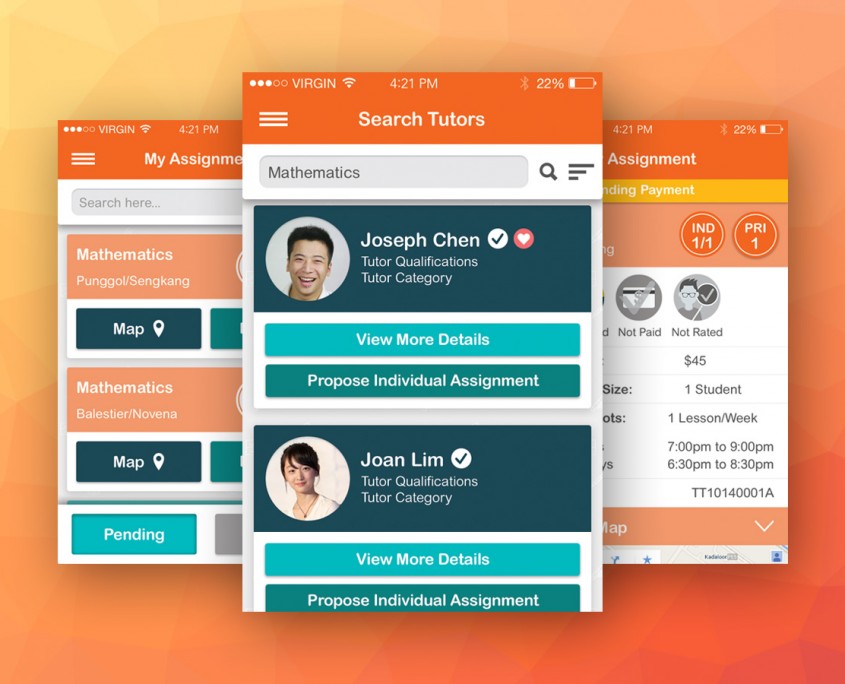 VIRGIN 4:21 PM
My Assignme
Search here...
Mathematics
Punggol/Sengkang
Map
Mathematics
Balestier/Novena
Map
Pending
VIRGIN 4:21 PM 22%
Search Tutors
Mathematics
Joseph Chen
Tutor Qualifications
Tutor Category
View More Details
Propose Individual Assignment
Joan Lim
Tutor Qualifications
Tutor Category
View More Details
Propose Individual Assignment
4:21 PM 22%
Assignment
nding Payment
IND PRI
1/1 1
ng
d Not Paid Not Rated
: $45
Size: 1 Student
ots: 1 Lesson/Week
s 7:00pm to 9:00pm
ys 6:30pm to 8:30pm
TT10140001A
Map